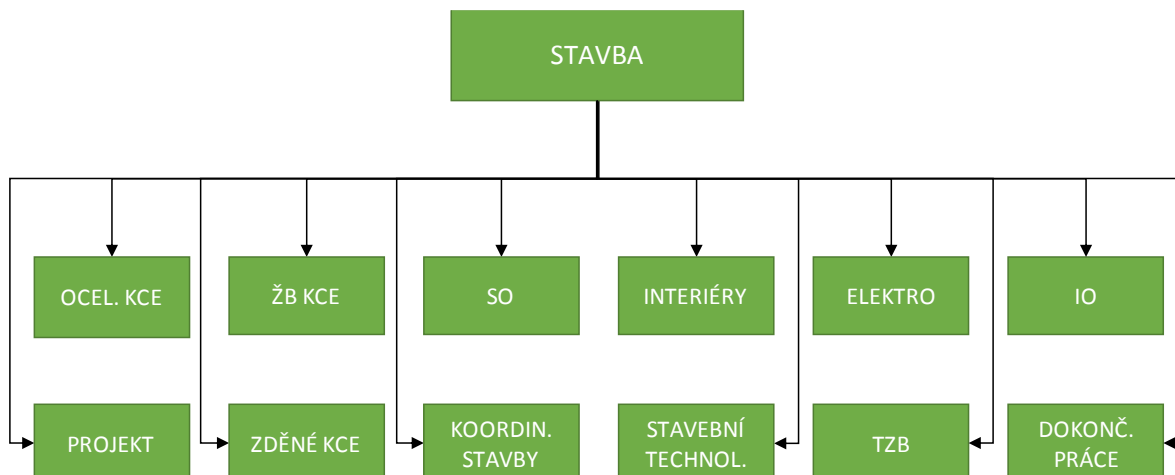 STAVBA
OCEL. KCE
ŽB KCE
SO
INTERIÉRY
ELEKTRO
IO
PROJEKT
ZDĚNÉ KCE
KOORDIN.
STAVBY
STAVEBNÍ
TECHNOL.
TZB
DOKONČ.
PRÁCE